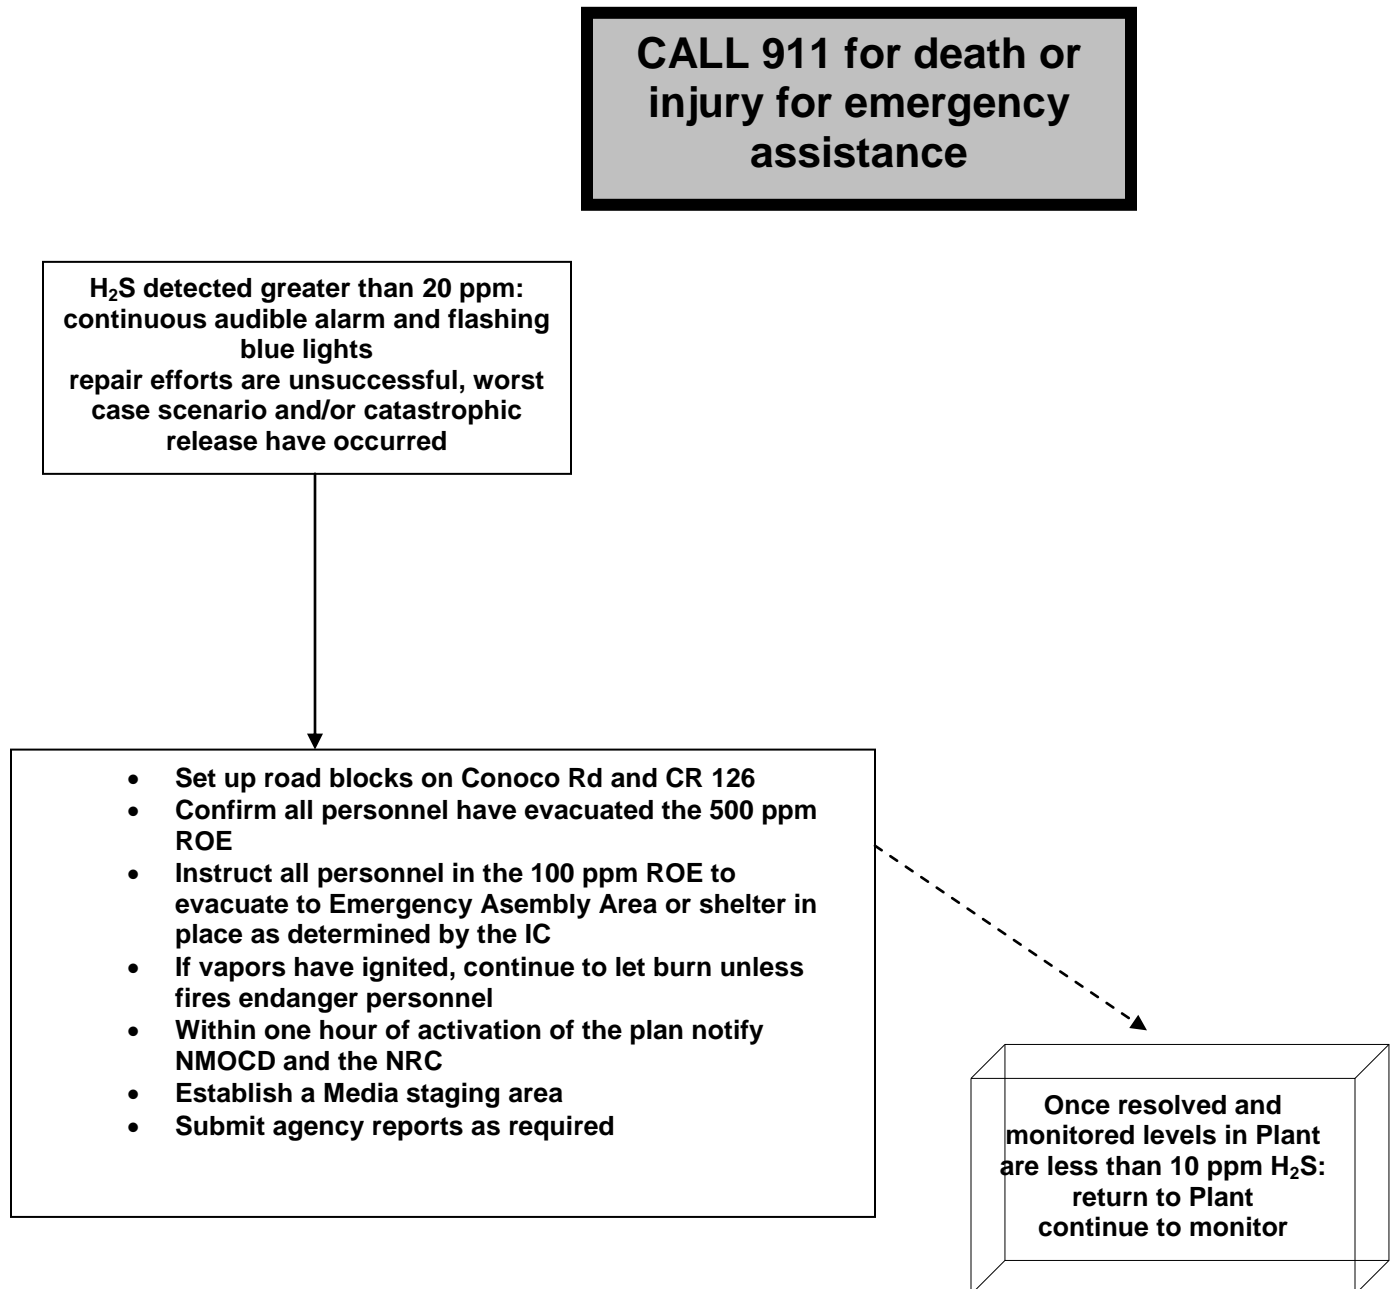 CALL 911 for death or
injury for emergency
assistance
H₂S detected greater than 20 ppm:
continuous audible alarm and flashing
blue lights
repair efforts are unsuccessful, worst
case scenario and/or catastrophic
release have occurred
• Set up road blocks on Conoco Rd and CR 126
• Confirm all personnel have evacuated the 500 ppm
ROE
• Instruct all personnel in the 100 ppm ROE to
evacuate to Emergency Asembly Area or shelter in
place as determined by the IC
• If vapors have ignited, continue to let burn unless
fires endanger personnel
• Within one hour of activation of the plan notify
NMOCD and the NRC
• Establish a Media staging area
• Submit agency reports as required
Once resolved and
monitored levels in Plant
are less than 10 ppm H₂S:
return to Plant
continue to monitor